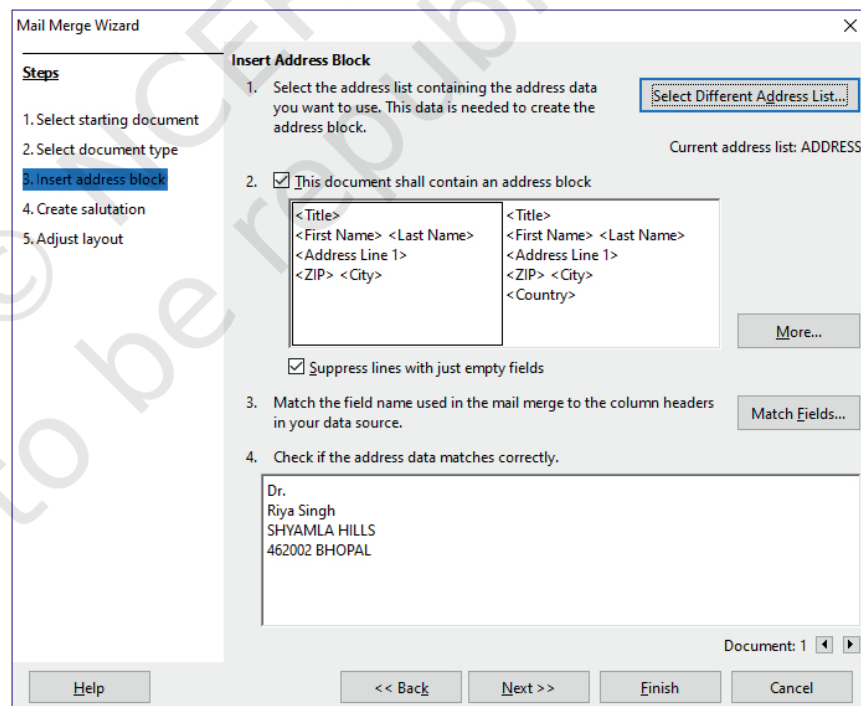 Mail Merge Wizard
Steps
1. Select starting document
2. Select document type
3. Insert address block
4. Create salutation
5. Adjust layout
Insert Address Block
1. Select the address list containing the address data
you want to use. This data is needed to create the
address block.
Select Different Address List...
Current address list: ADDRESS
2. This document shall contain an address block
<Title>
<First Name> <Last Name>
<Address Line 1>
<ZIP> <City>
<Title>
<First Name> <Last Name>
<Address Line 1>
<ZIP> <City>
<Country>
More...
Suppress lines with just empty fields
3. Match the field name used in the mail merge to the column headers
in your data source.
Match Fields...
4. Check if the address data matches correctly.
Dr.
Riya Singh
SHYAMLA HILLS
462002 BHOPAL
Document: 1
Help
<< Back
Next >>
Finish
Cancel
© NCE
to be republi